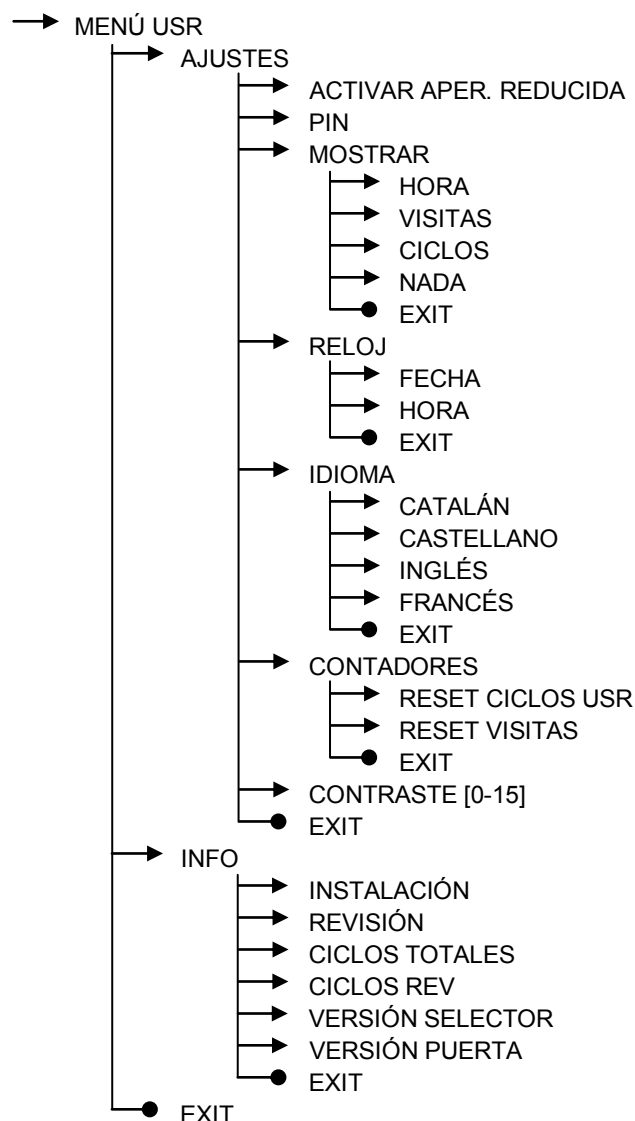 MENÚ USR
AJUSTES
ACTIVAR APER. REDUCIDA
PIN
MOSTRAR
HORA
VISITAS
CICLOS
NADA
EXIT
RELOJ
FECHA
HORA
EXIT
IDIOMA
CATALÁN
CASTELLANO
INGLÉS
FRANCÉS
EXIT
CONTADORES
RESET CICLOS USR
RESET VISITAS
EXIT
CONTRASTE [0-15]
EXIT
INFO
INSTALACIÓN
REVISIÓN
CICLOS TOTALES
CICLOS REV
VERSIÓN SELECTOR
VERSIÓN PUERTA
EXIT
EXIT